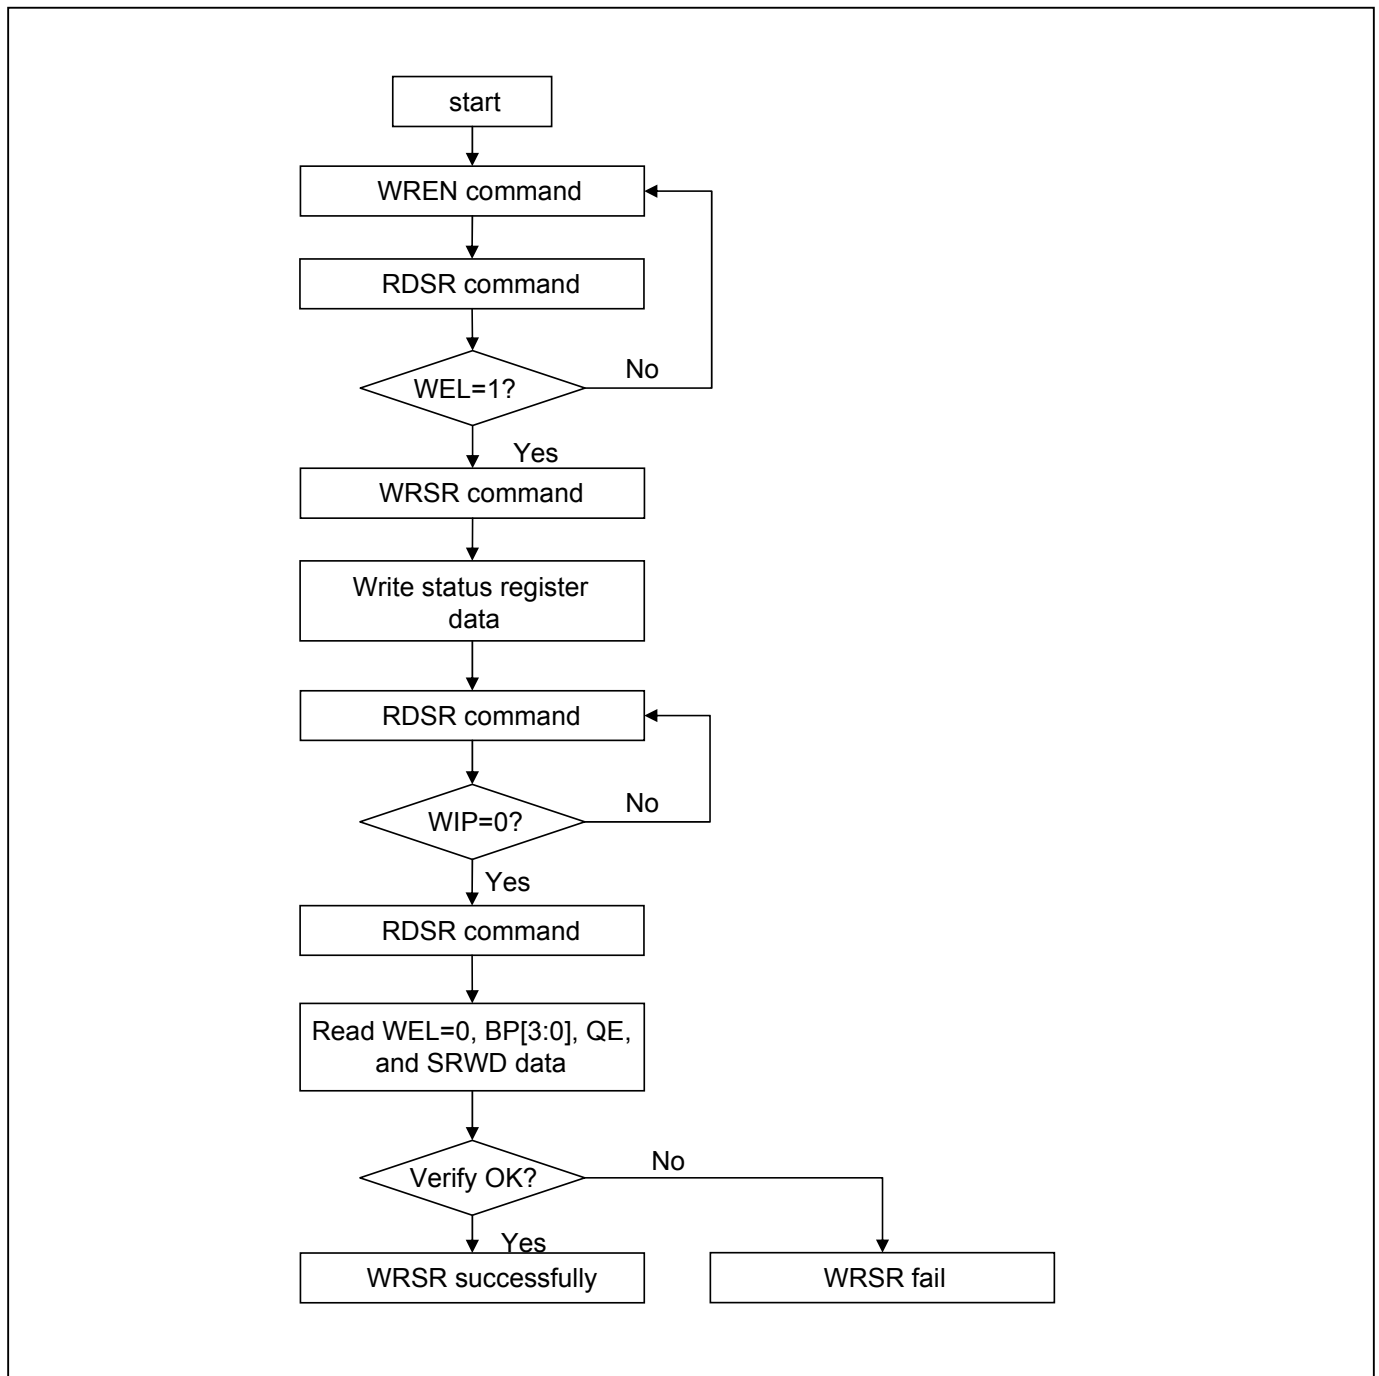 start
WREN command
RDSR command
WEL=1?
No
Yes
WRSR command
Write status register
data
RDSR command
WIP=0?
No
Yes
RDSR command
Read WEL=0, BP[3:0], QE,
and SRWD data
Verify OK?
No
Yes
WRSR successfully
WRSR fail